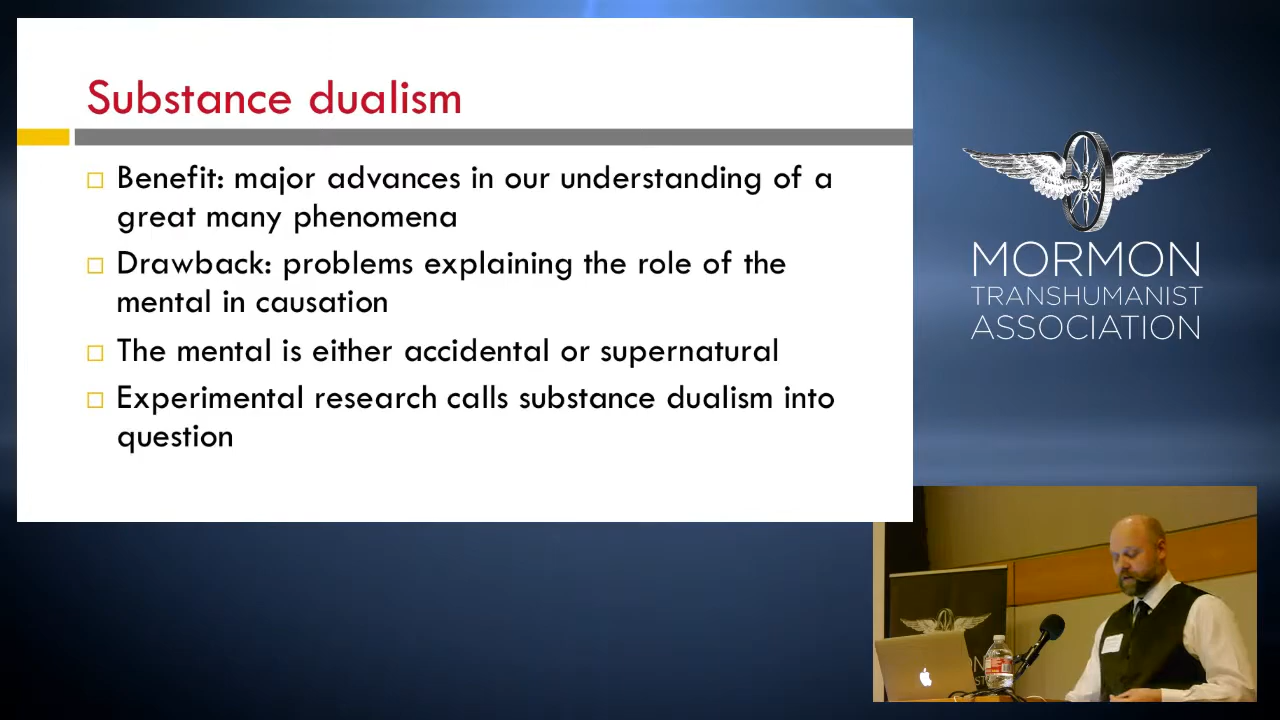 Substance dualism
Benefit: major advances in our understanding of a
great many phenomena
Drawback: problems explaining the role of the
mental in causation
The mental is either accidental or supernatural
Experimental research calls substance dualism into
question
MORMON
TRANSHUMANIST
ASSOCIATION